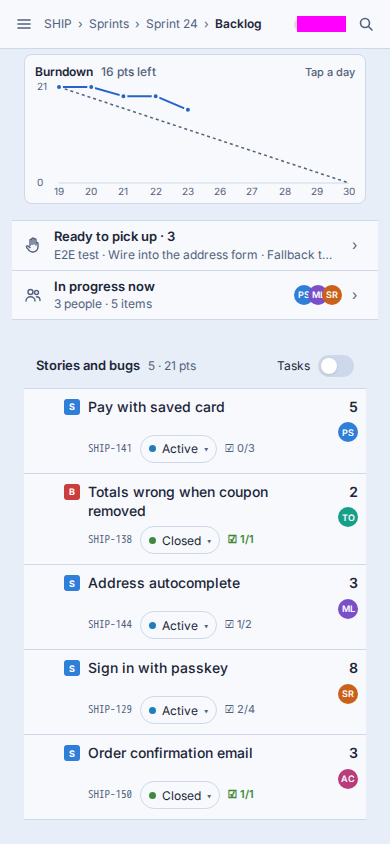 SHIP › Sprints › Sprint 24 › Backlog
Burndown 16 pts left Tap a day
21
0
19 20 21 22 23 26 27 28 29 30
Ready to pick up · 3
E2E test · Wire into the address form · Fallback t... ›
In progress now
3 people · 5 items
PS ML SR ›
Stories and bugs 5 · 21 pts Tasks
S Pay with saved card 5
PS
SHIP-141 Active ▾ ☑ 0/3
B Totals wrong when coupon removed 2
TO
SHIP-138 Closed ▾ ☑ 1/1
S Address autocomplete 3
ML
SHIP-144 Active ▾ ☑ 1/2
S Sign in with passkey 8
SR
SHIP-129 Active ▾ ☑ 2/4
S Order confirmation email 3
AC
SHIP-150 Closed ▾ ☑ 1/1